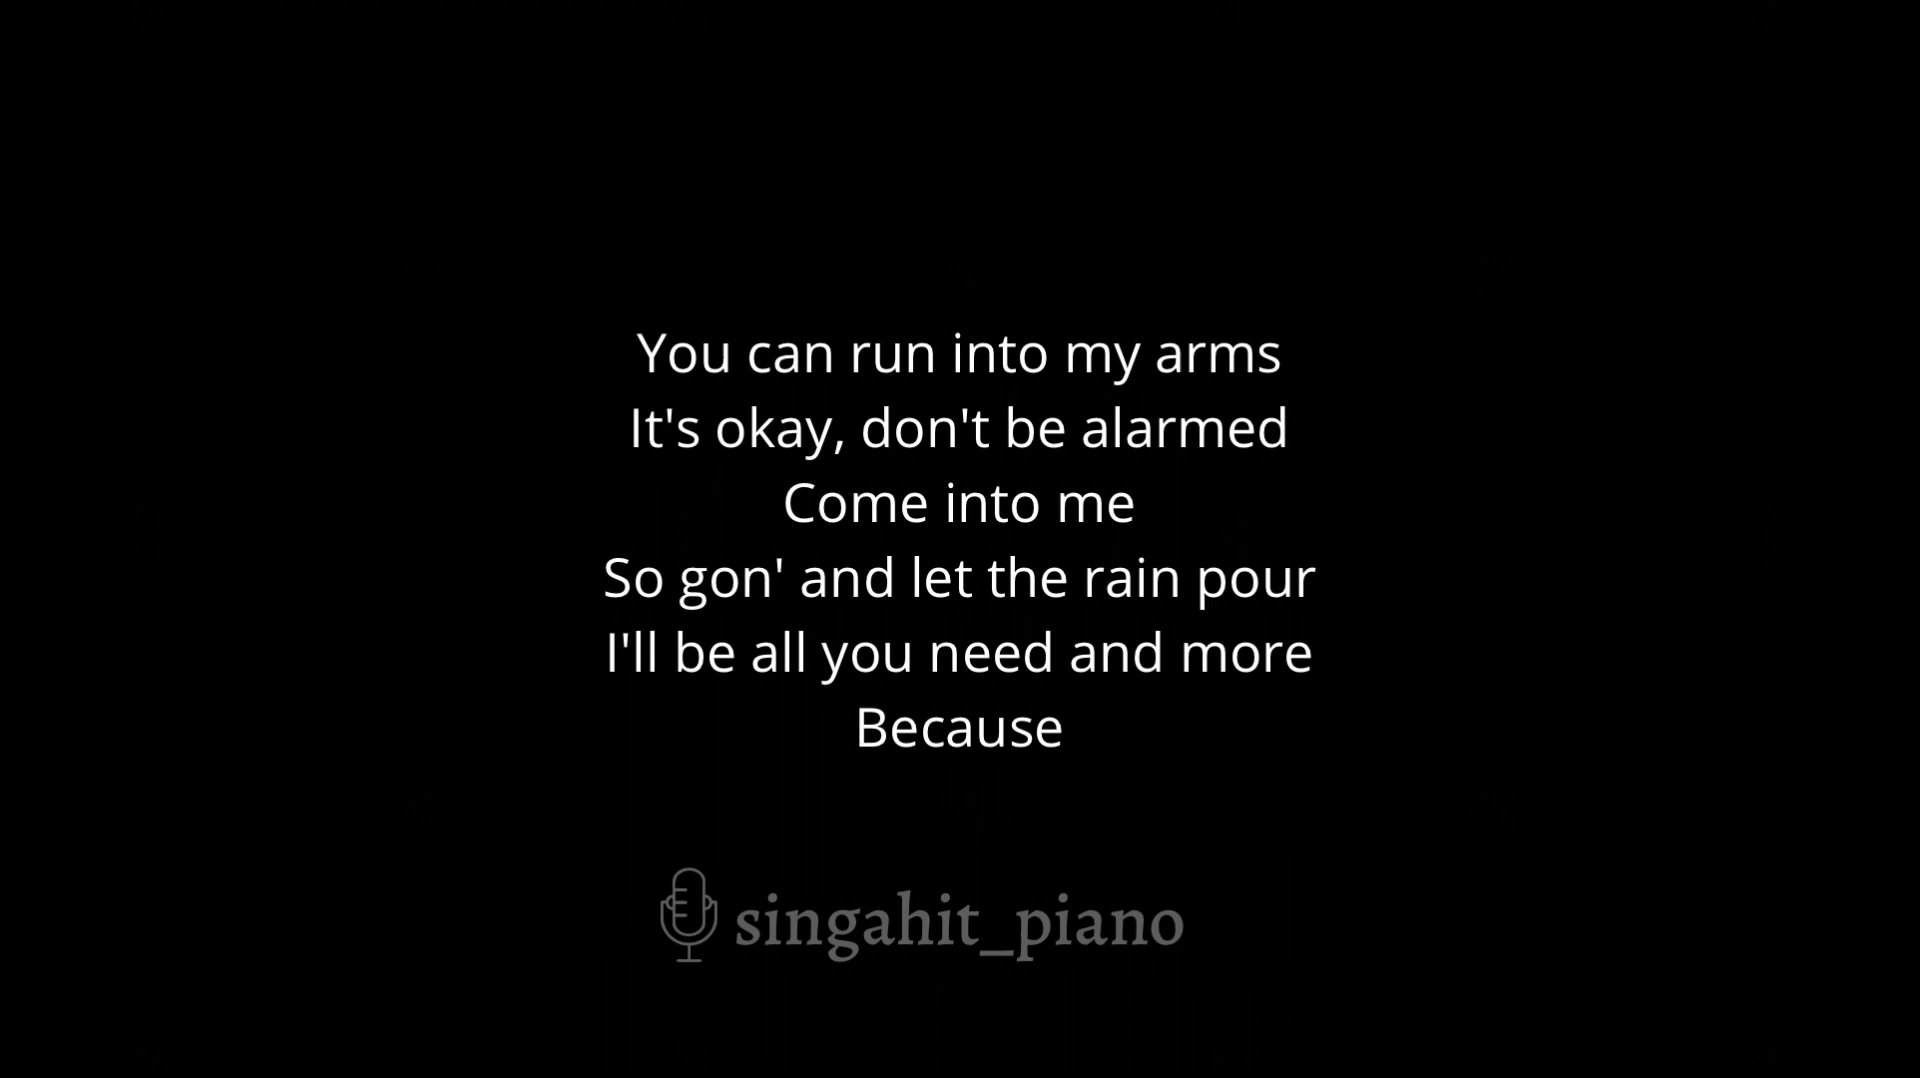 You can run into my arms
It's okay, don't be alarmed
Come into me
So gon' and let the rain pour
I'll be all you need and more
Because
singahit_piano